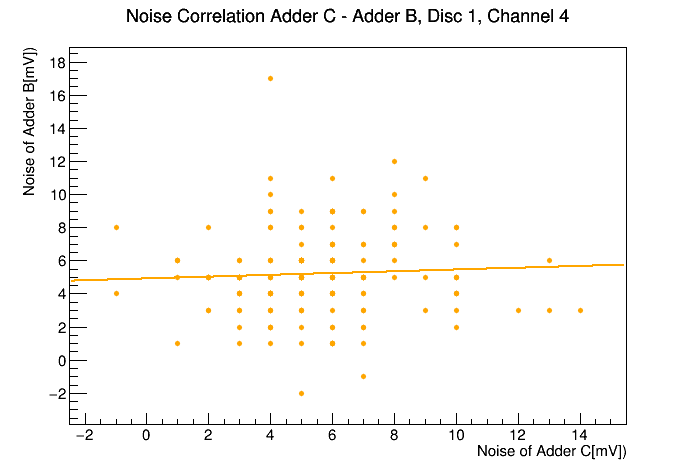 Noise Correlation Adder C - Adder B, Disc 1, Channel 4
Noise of Adder B[mV])
18
16
14
12
10
8
6
4
2
0
−2
−2 0 2 4 6 8 10 12 14
Noise of Adder C[mV])